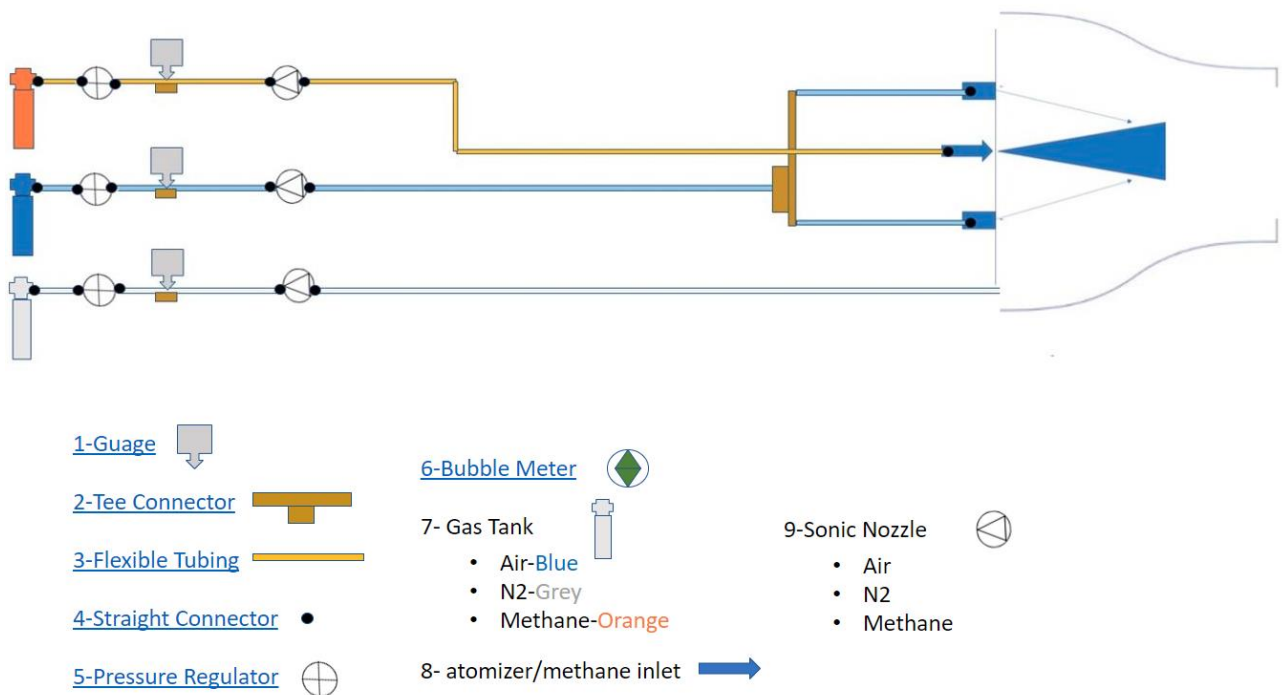 1-Guage
2-Tee Connector
3-Flexible Tubing
4-Straight Connector
5-Pressure Regulator
6-Bubble Meter
7- Gas Tank
• Air-Blue
• N2-Grey
• Methane-Orange
8- atomizer/methane inlet
9-Sonic Nozzle
• Air
• N2
• Methane